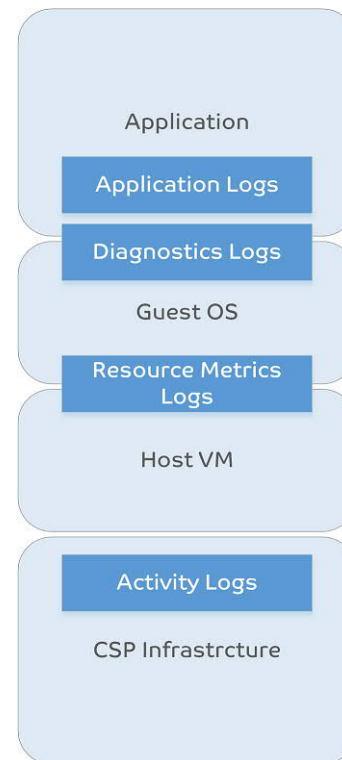 Application
Application Logs
Diagnostics Logs
Guest OS
Resource Metrics
Logs
Host VM
Activity Logs
CSP Infrastrcture